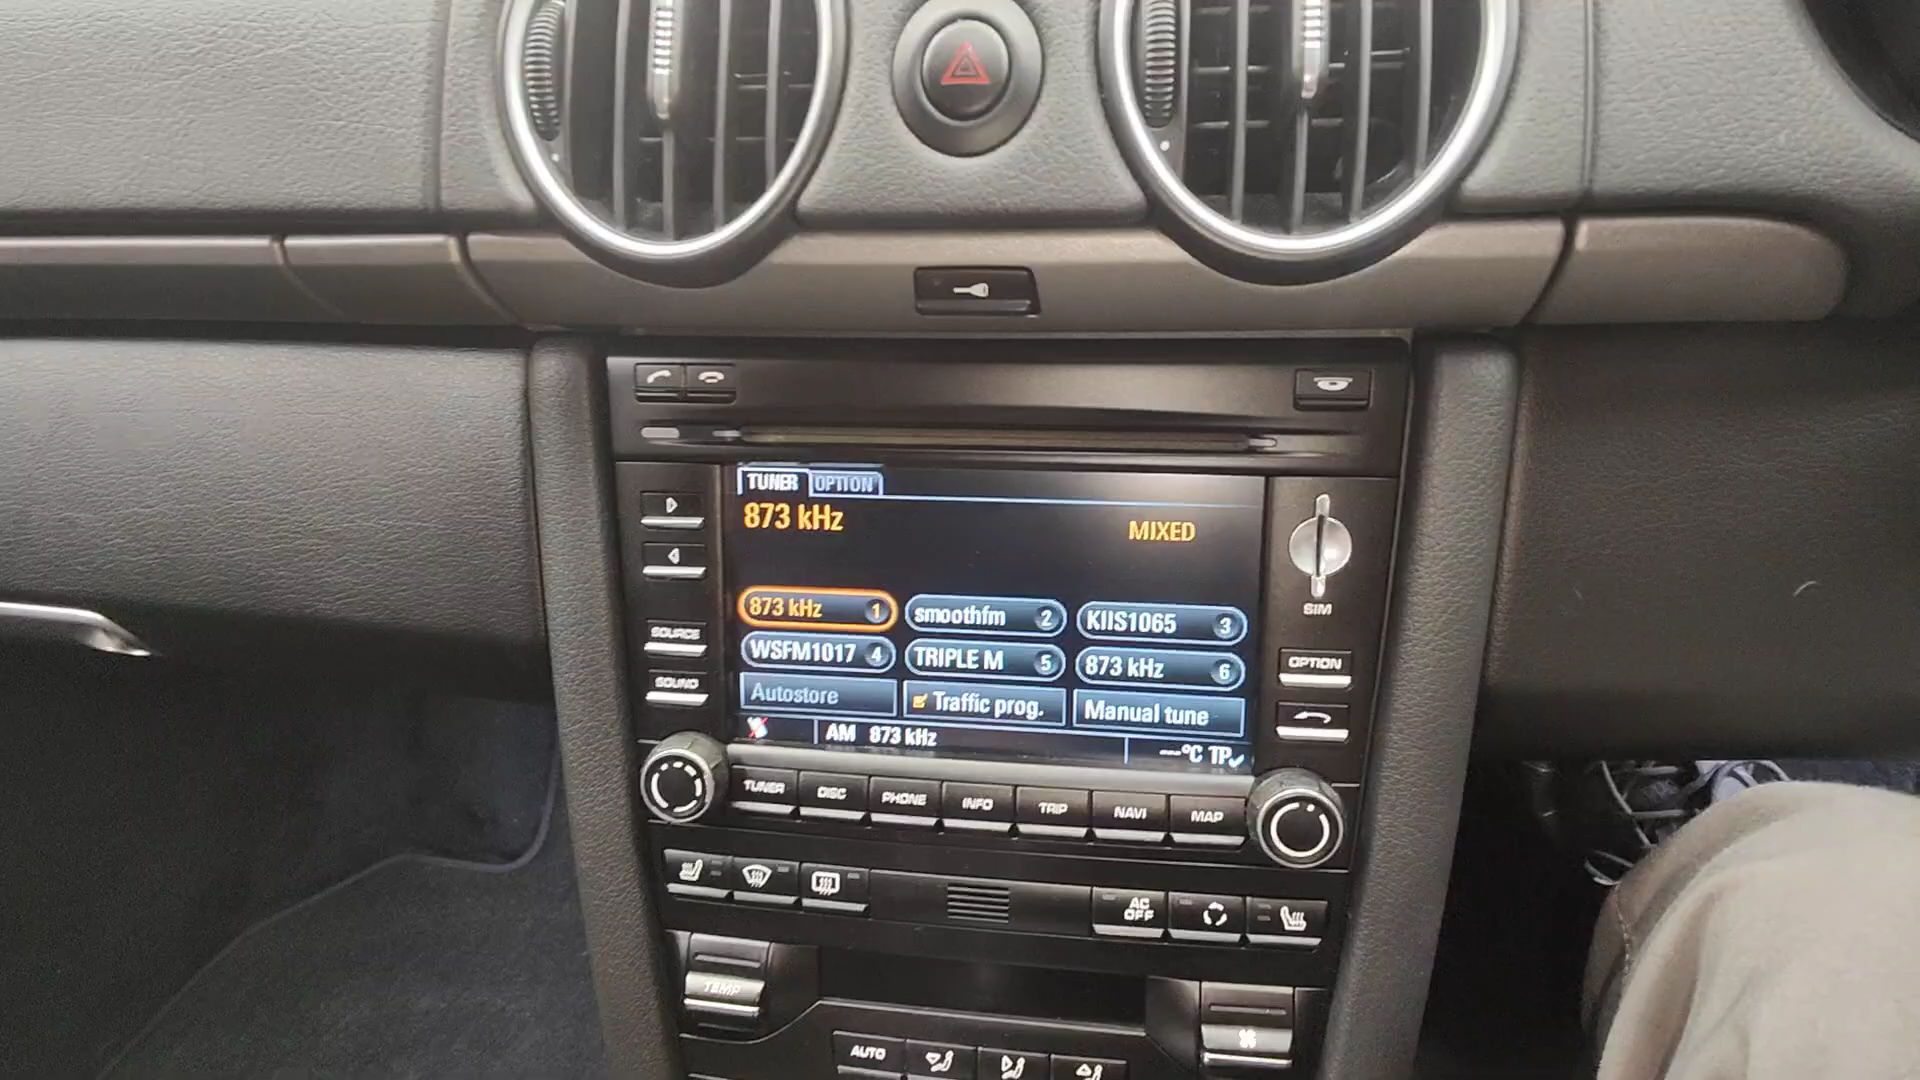 TUNER OPTION
873 kHz
MIXED
873 kHz 1 smoothfm 2 KIIS1065 3
WSFM1017 4 TRIPLE M 5 873 kHz 6
Autostore Traffic prog. Manual tune
AM 873 kHz
---°C TP
SOURCE
SOUND
SIM
OPTION
TUNER DISC PHONE INFO TRIP NAVI MAP
AC
OFF
TEMP
AUTO